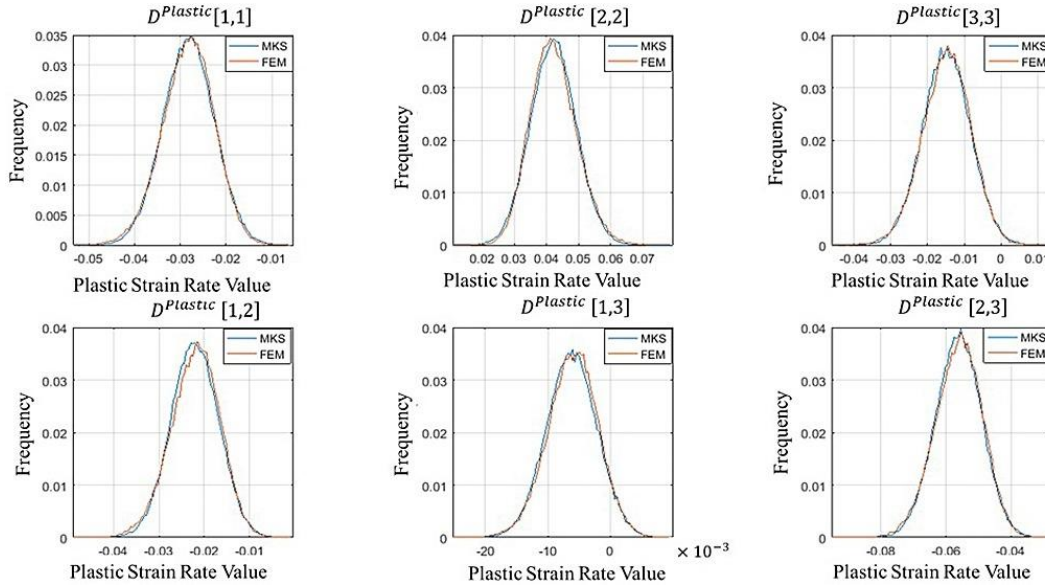 D^Plastic[1,1]
0.035
0.03
0.025
0.02
0.015
0.01
0.005
0
MKS
FEM
Frequency
-0.05 -0.04 -0.03 -0.02 -0.01
Plastic Strain Rate Value
D^Plastic[2,2]
0.04
0.03
0.02
0.01
0
MKS
FEM
Frequency
0.02 0.03 0.04 0.05 0.06 0.07
Plastic Strain Rate Value
D^Plastic[3,3]
0.04
0.03
0.02
0.01
0
MKS
FEM
Frequency
-0.04 -0.03 -0.02 -0.01 0 0.01
Plastic Strain Rate Value
D^Plastic [1,2]
0.04
0.03
0.02
0.01
0
MKS
FEM
Frequency
-0.04 -0.03 -0.02 -0.01
Plastic Strain Rate Value
D^Plastic [1,3]
0.04
0.03
0.02
0.01
0
MKS
FEM
Frequency
-20 -10 0 × 10^-3
Plastic Strain Rate Value
D^Plastic [2,3]
0.04
0.03
0.02
0.01
0
MKS
FEM
Frequency
-0.08 -0.06 -0.04
Plastic Strain Rate Value